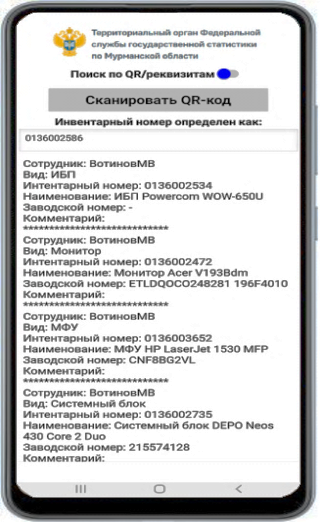 Территориальный орган Федеральной
службы государственной статистики
по Мурманской области
Поиск по QR/реквизитам
Сканировать QR-код
Инвентарный номер определен как:
0136002586
Сотрудник: ВотиновМВ
Вид: ИБП
Интентарный номер: 0136002534
Наименование: ИБП Powercom WOW-650U
Заводской номер: -
Комментарий:
****************************
Сотрудник: ВотиновМВ
Вид: Монитор
Интентарный номер: 0136002472
Наименование: Монитор Acer V193Bdm
Заводской номер: ETLDQOCO248281 196F4010
Комментарий:
****************************
Сотрудник: ВотиновМВ
Вид: МФУ
Интентарный номер: 0136003652
Наименование: МФУ HP LaserJet 1530 MFP
Заводской номер: CNF8BG2VL
Комментарий:
****************************
Сотрудник: ВотиновМВ
Вид: Системный блок
Интентарный номер: 0136002735
Наименование: Системный блок DEPO Neos
430 Core 2 Duo
Заводской номер: 215574128
Комментарий: